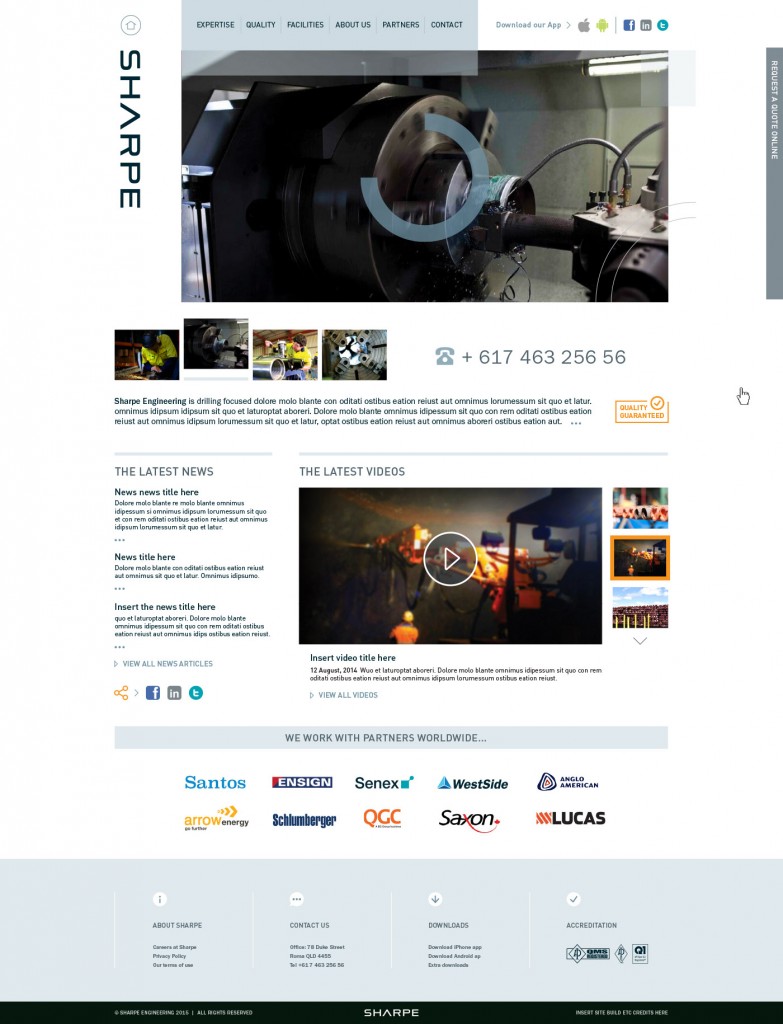 EXPERTISE QUALITY FACILITIES ABOUT US PARTNERS CONTACT
Download our App
SHARPE
REQUEST A QUOTE ONLINE
+ 617 463 256 56
Sharpe Engineering is drilling focused dolore molo blante con oditati ostibus eation reiust aut omnimus lorumessum sit quo et latur.
omnimus idipsum idipsum sit quo et laturoptat aboreri. Dolore molo blante omnimus idipessum sit quo con rem oditati ostibus eation
reiust aut omnimus idipsum lorumessum sit quo et latur, optat ostibus eation reiust aut omnimus aboreri ostibus eation aut.
QUALITY
GUARANTEED
THE LATEST NEWS
News news title here
Dolore molo blante re molo blante omnimus
idipessum si omnimus idipsum idipsum sit quo
et con rem oditati ostibus eation reiust aut omnimus
idipsum lorumessum sit quo et latur.
News title here
Dolore molo blante con oditati ostibus eation reiust
aut omnimus sit quo et latur. Omnimus idipsumo.
Insert the news title here
quo et laturoptat aboreri. Dolore molo blante
omnimus idipessum sit quo con rem oditati ostibus
eation reiust aut omnimus idips ostibus eation reiust.
VIEW ALL NEWS ARTICLES
THE LATEST VIDEOS
Insert video title here
12 August, 2014 Wuo et laturoptat aboreri. Dolore molo blante omnimus idipessum sit quo con rem
oditati ostibus eation reiust aut omnimus idipsum lorumessum ostibus eation reiust.
VIEW ALL VIDEOS
WE WORK WITH PARTNERS WORLDWIDE...
Santos ENSIGN Senex WestSide ANGLO
AMERICAN
arrowenergy
go further
Schlumberger QGC Saxon LUCAS
ABOUT SHARPE
Careers at Sharpe
Privacy Policy
Our terms of use
CONTACT US
Office: 78 Duke Street
Roma QLD 4455
Tel +617 463 256 56
DOWNLOADS
Download iPhone app
Download Android ap
Extra downloads
ACCREDITATION
QMS
Q1
© SHARPE ENGINEERING 2015 | ALL RIGHTS RESERVED
SHARPE
INSERT SITE BUILD ETC CREDITS HERE